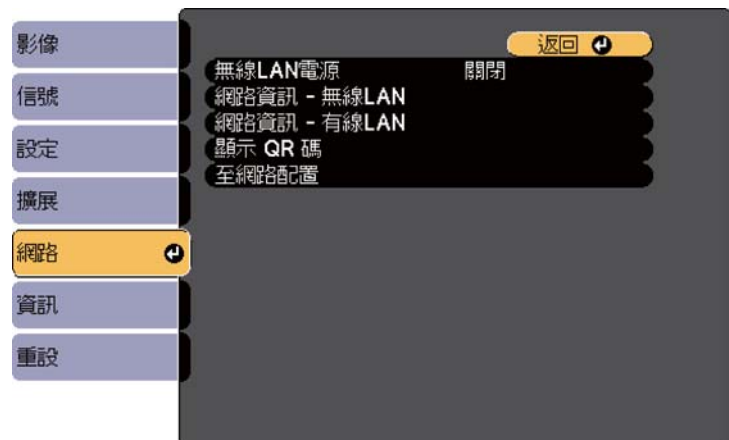 影像
信號
設定
擴展
網路
資訊
重設
返回
無線LAN電源 關閉
網路資訊 - 無線LAN
網路資訊 - 有線LAN
顯示 QR 碼
至網路配置